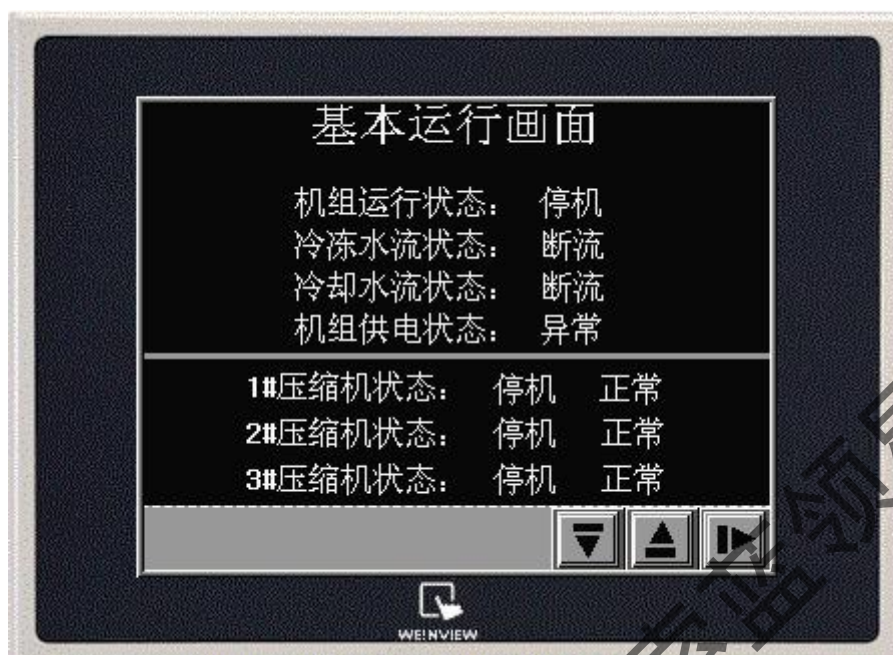 基本运行画面
机组运行状态： 停机
冷冻水流状态： 断流
冷却水流状态： 断流
机组供电状态： 异常
1#压缩机状态： 停机 正常
2#压缩机状态： 停机 正常
3#压缩机状态： 停机 正常
WEINVIEW